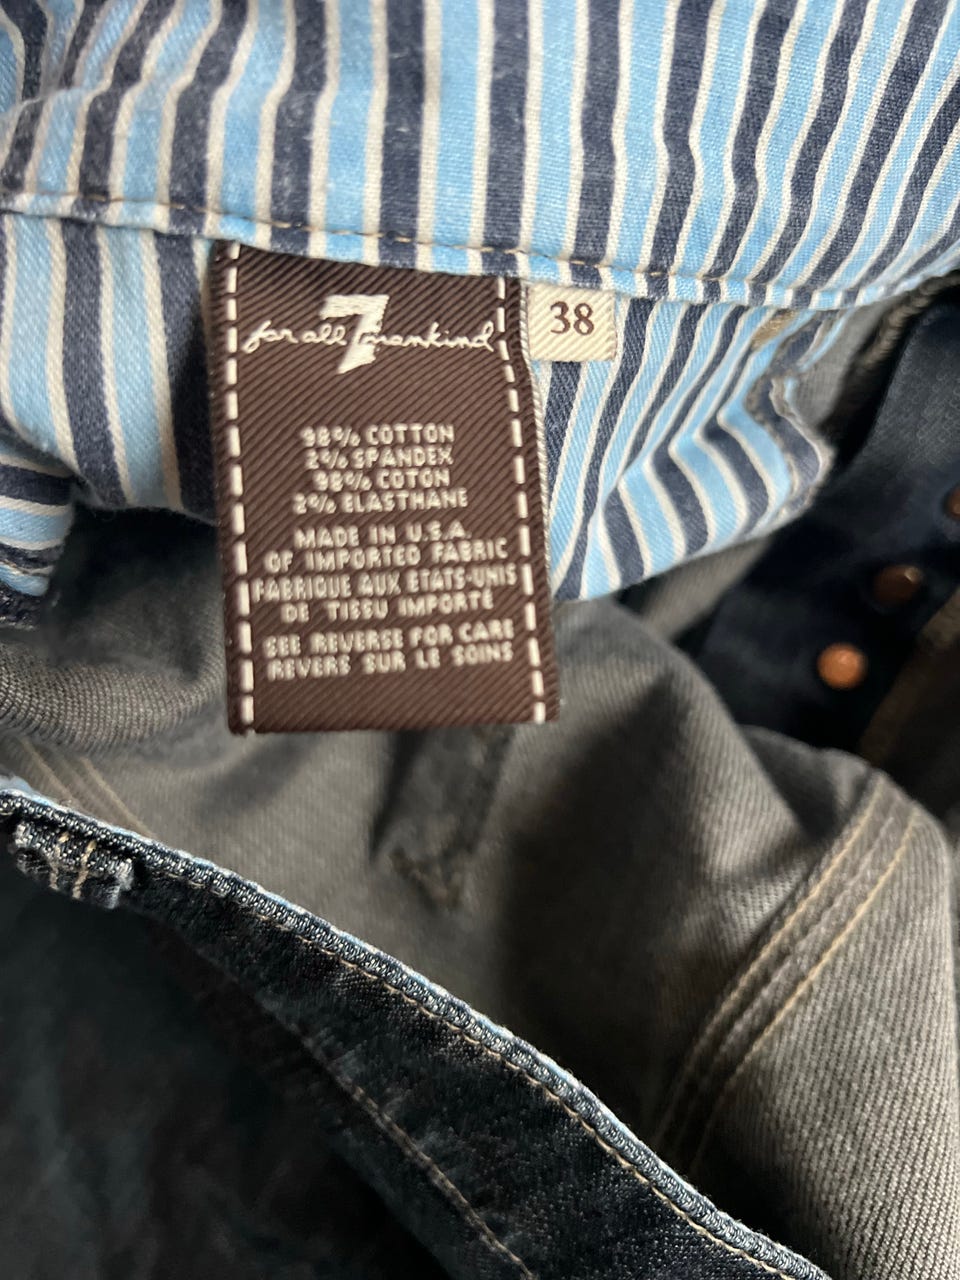 7
for all mankind
38
98% COTTON
2% SPANDEX
98% COTON
2% ELASTHANE
MADE IN U.S.A.
OF IMPORTED FABRIC
FABRIQUE AUX ETATS-UNIS
DE TISSU IMPORTE
SEE REVERSE FOR CARE
REVERS SUR LE SOINS